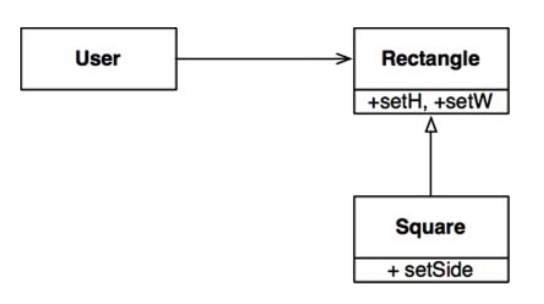 User
Rectangle
+setH, +setW
Square
+ setSide